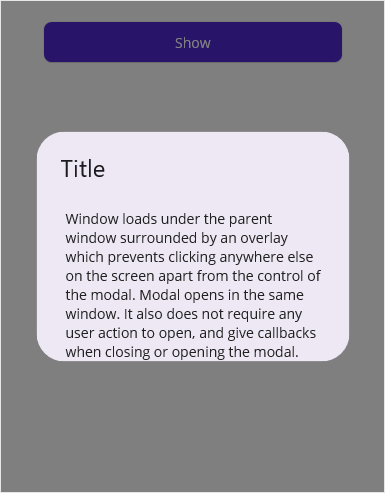 Show
Title
Window loads under the parent
window surrounded by an overlay
which prevents clicking anywhere else
on the screen apart from the control of
the modal. Modal opens in the same
window. It also does not require any
user action to open, and give callbacks
when closing or opening the modal.